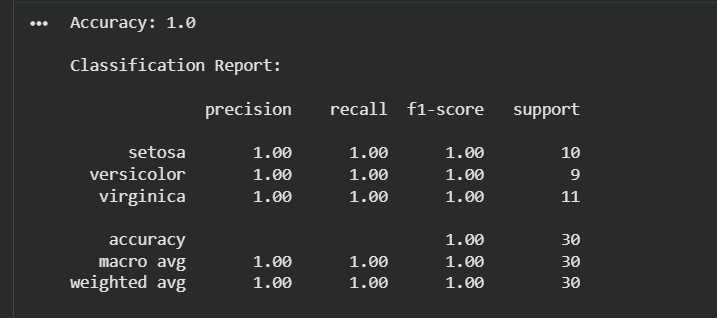 Accuracy: 1.0
Classification Report:
precision recall f1-score support
setosa 1.00 1.00 1.00 10
versicolor 1.00 1.00 1.00 9
virginica 1.00 1.00 1.00 11
accuracy 1.00 30
macro avg 1.00 1.00 1.00 30
weighted avg 1.00 1.00 1.00 30